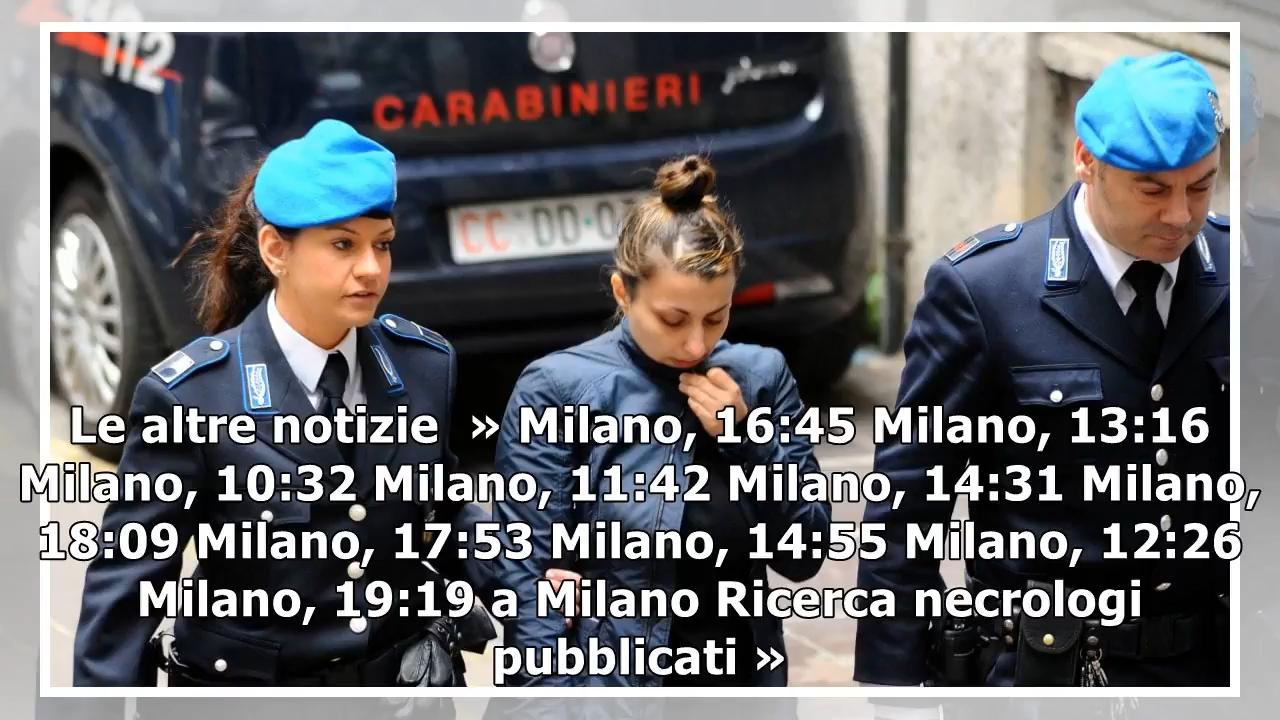 112
CARABINIERI
CC DD
Le altre notizie » Milano, 16:45 Milano, 13:16
Milano, 10:32 Milano, 11:42 Milano, 14:31 Milano,
18:09 Milano, 17:53 Milano, 14:55 Milano, 12:26
Milano, 19:19 a Milano Ricerca necrologi
pubblicati »